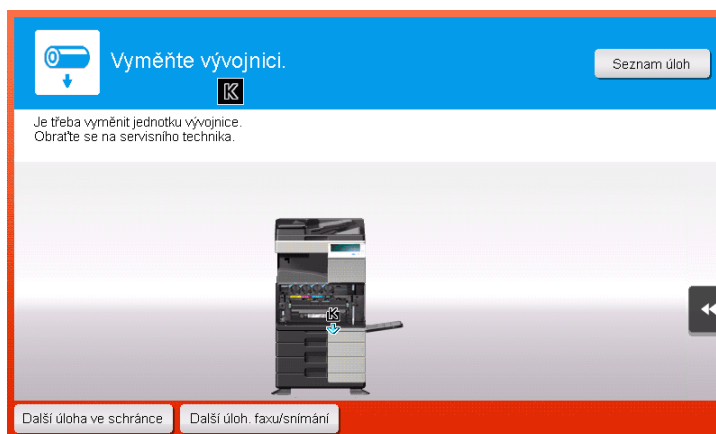 Vyměňte vývojnici.
Seznam úloh
K
Je třeba vyměnit jednotku vývojnice.
Obraťte se na servisního technika.
K
Další úloha ve schránce
Další úloh. faxu/snímání